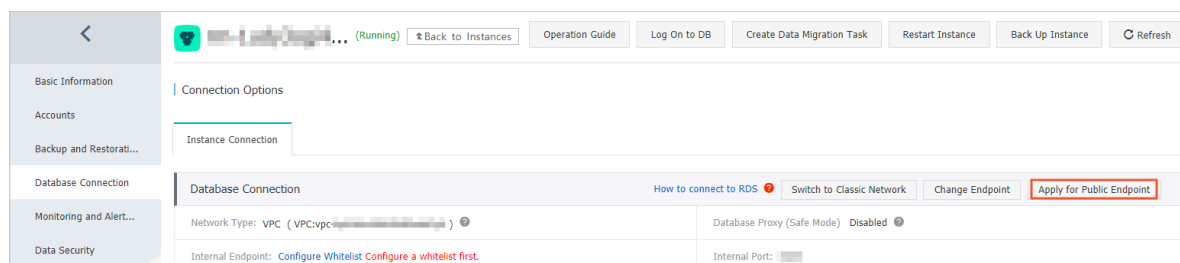 ... (Running) Back to Instances Operation Guide Log On to DB Create Data Migration Task Restart Instance Back Up Instance Refresh
Basic Information
Connection Options
Accounts
Instance Connection
Backup and Restorati...
Database Connection
Database Connection How to connect to RDS ? Switch to Classic Network Change Endpoint Apply for Public Endpoint
Monitoring and Alert...
Network Type: VPC ( VPC:vpc- ) ? Database Proxy (Safe Mode) Disabled ?
Data Security
Internal Endpoint: Configure Whitelist Configure a whitelist first. Internal Port: